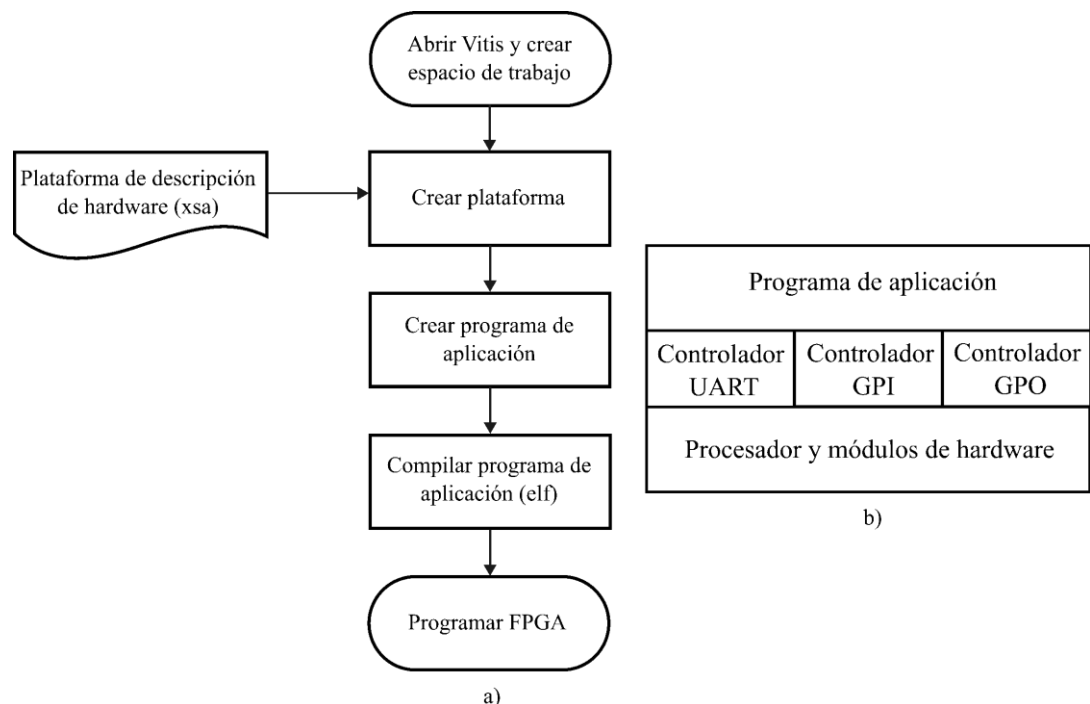 Abrir Vitis y crear
espacio de trabajo
Plataforma de descripción
de hardware (xsa)
Crear plataforma
Crear programa de
aplicación
Compilar programa de
aplicación (elf)
Programar FPGA
a)
Programa de aplicación
Controlador
UART
Controlador
GPI
Controlador
GPO
Procesador y módulos de hardware
b)